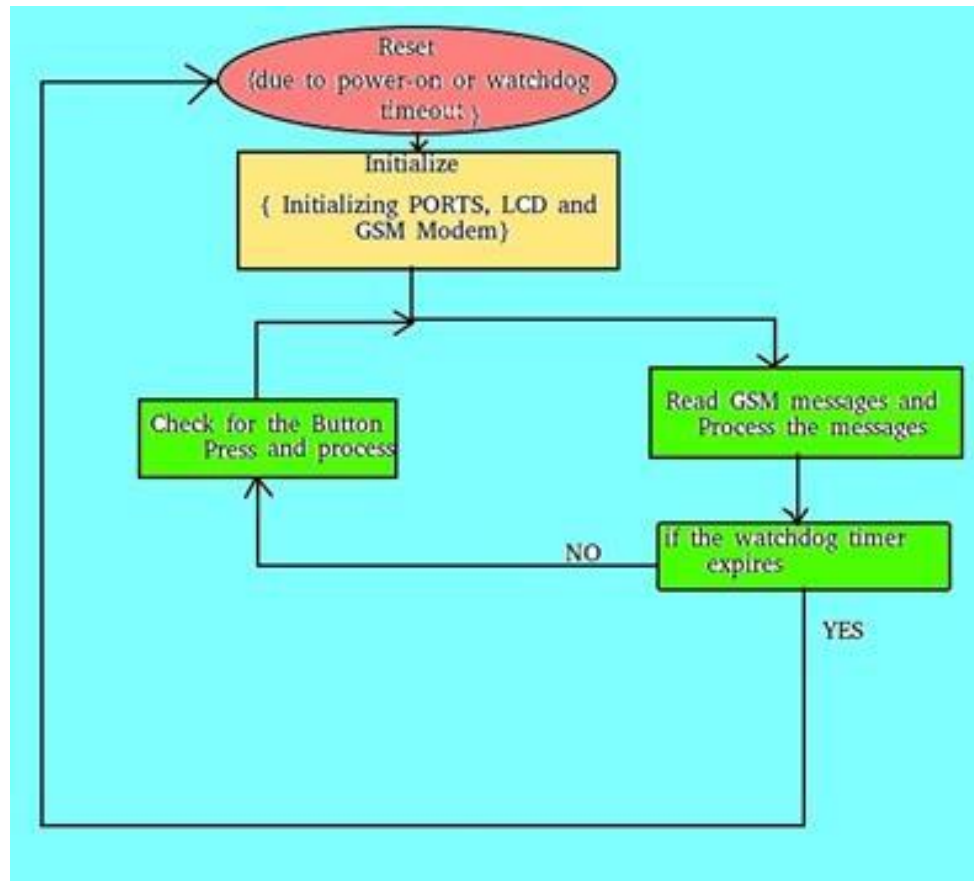 Reset
{due to power-on or watchdog
timeout }
Initialize
{ Initializing PORTS, LCD and
GSM Modem}
Check for the Button
Press and process
Read GSM messages and
Process the messages
if the watchdog timer
expires
NO
YES